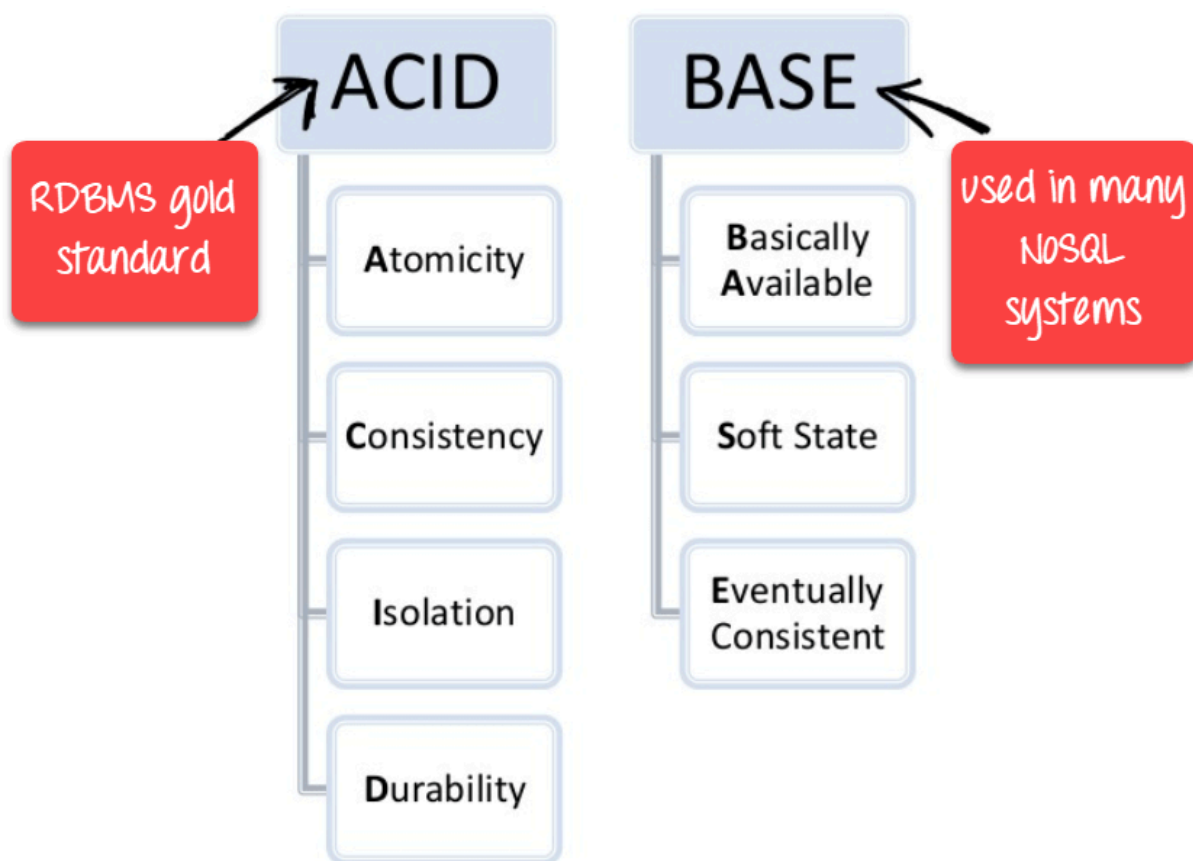 ACID
BASE
RDBMS gold
standard
used in many
NOSQL
systems
Atomicity
Consistency
Isolation
Durability
Basically
Available
Soft State
Eventually
Consistent